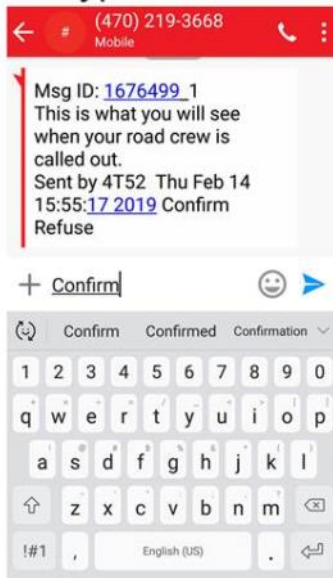 (470) 219-3668
#
Mobile
Msg ID: 1676499_1
This is what you will see
when your road crew is
called out.
Sent by 4T52 Thu Feb 14
15:55:17 2019 Confirm
Refuse
Confirm
Confirm Confirmed Confirmation
1 2 3 4 5 6 7 8 9 0
q w e r t y u i o p
a s d f g h j k l
z x c v b n m
!#1 , English (US) .